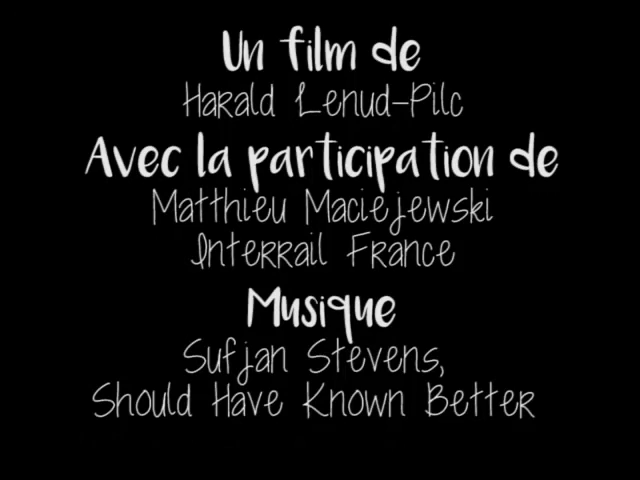 Un film de
Harald Lenud-Pilc
Avec la participation de
Matthieu Maciejewski
Interrail France
Musique
Sufjan Stevens,
Should Have Known Better